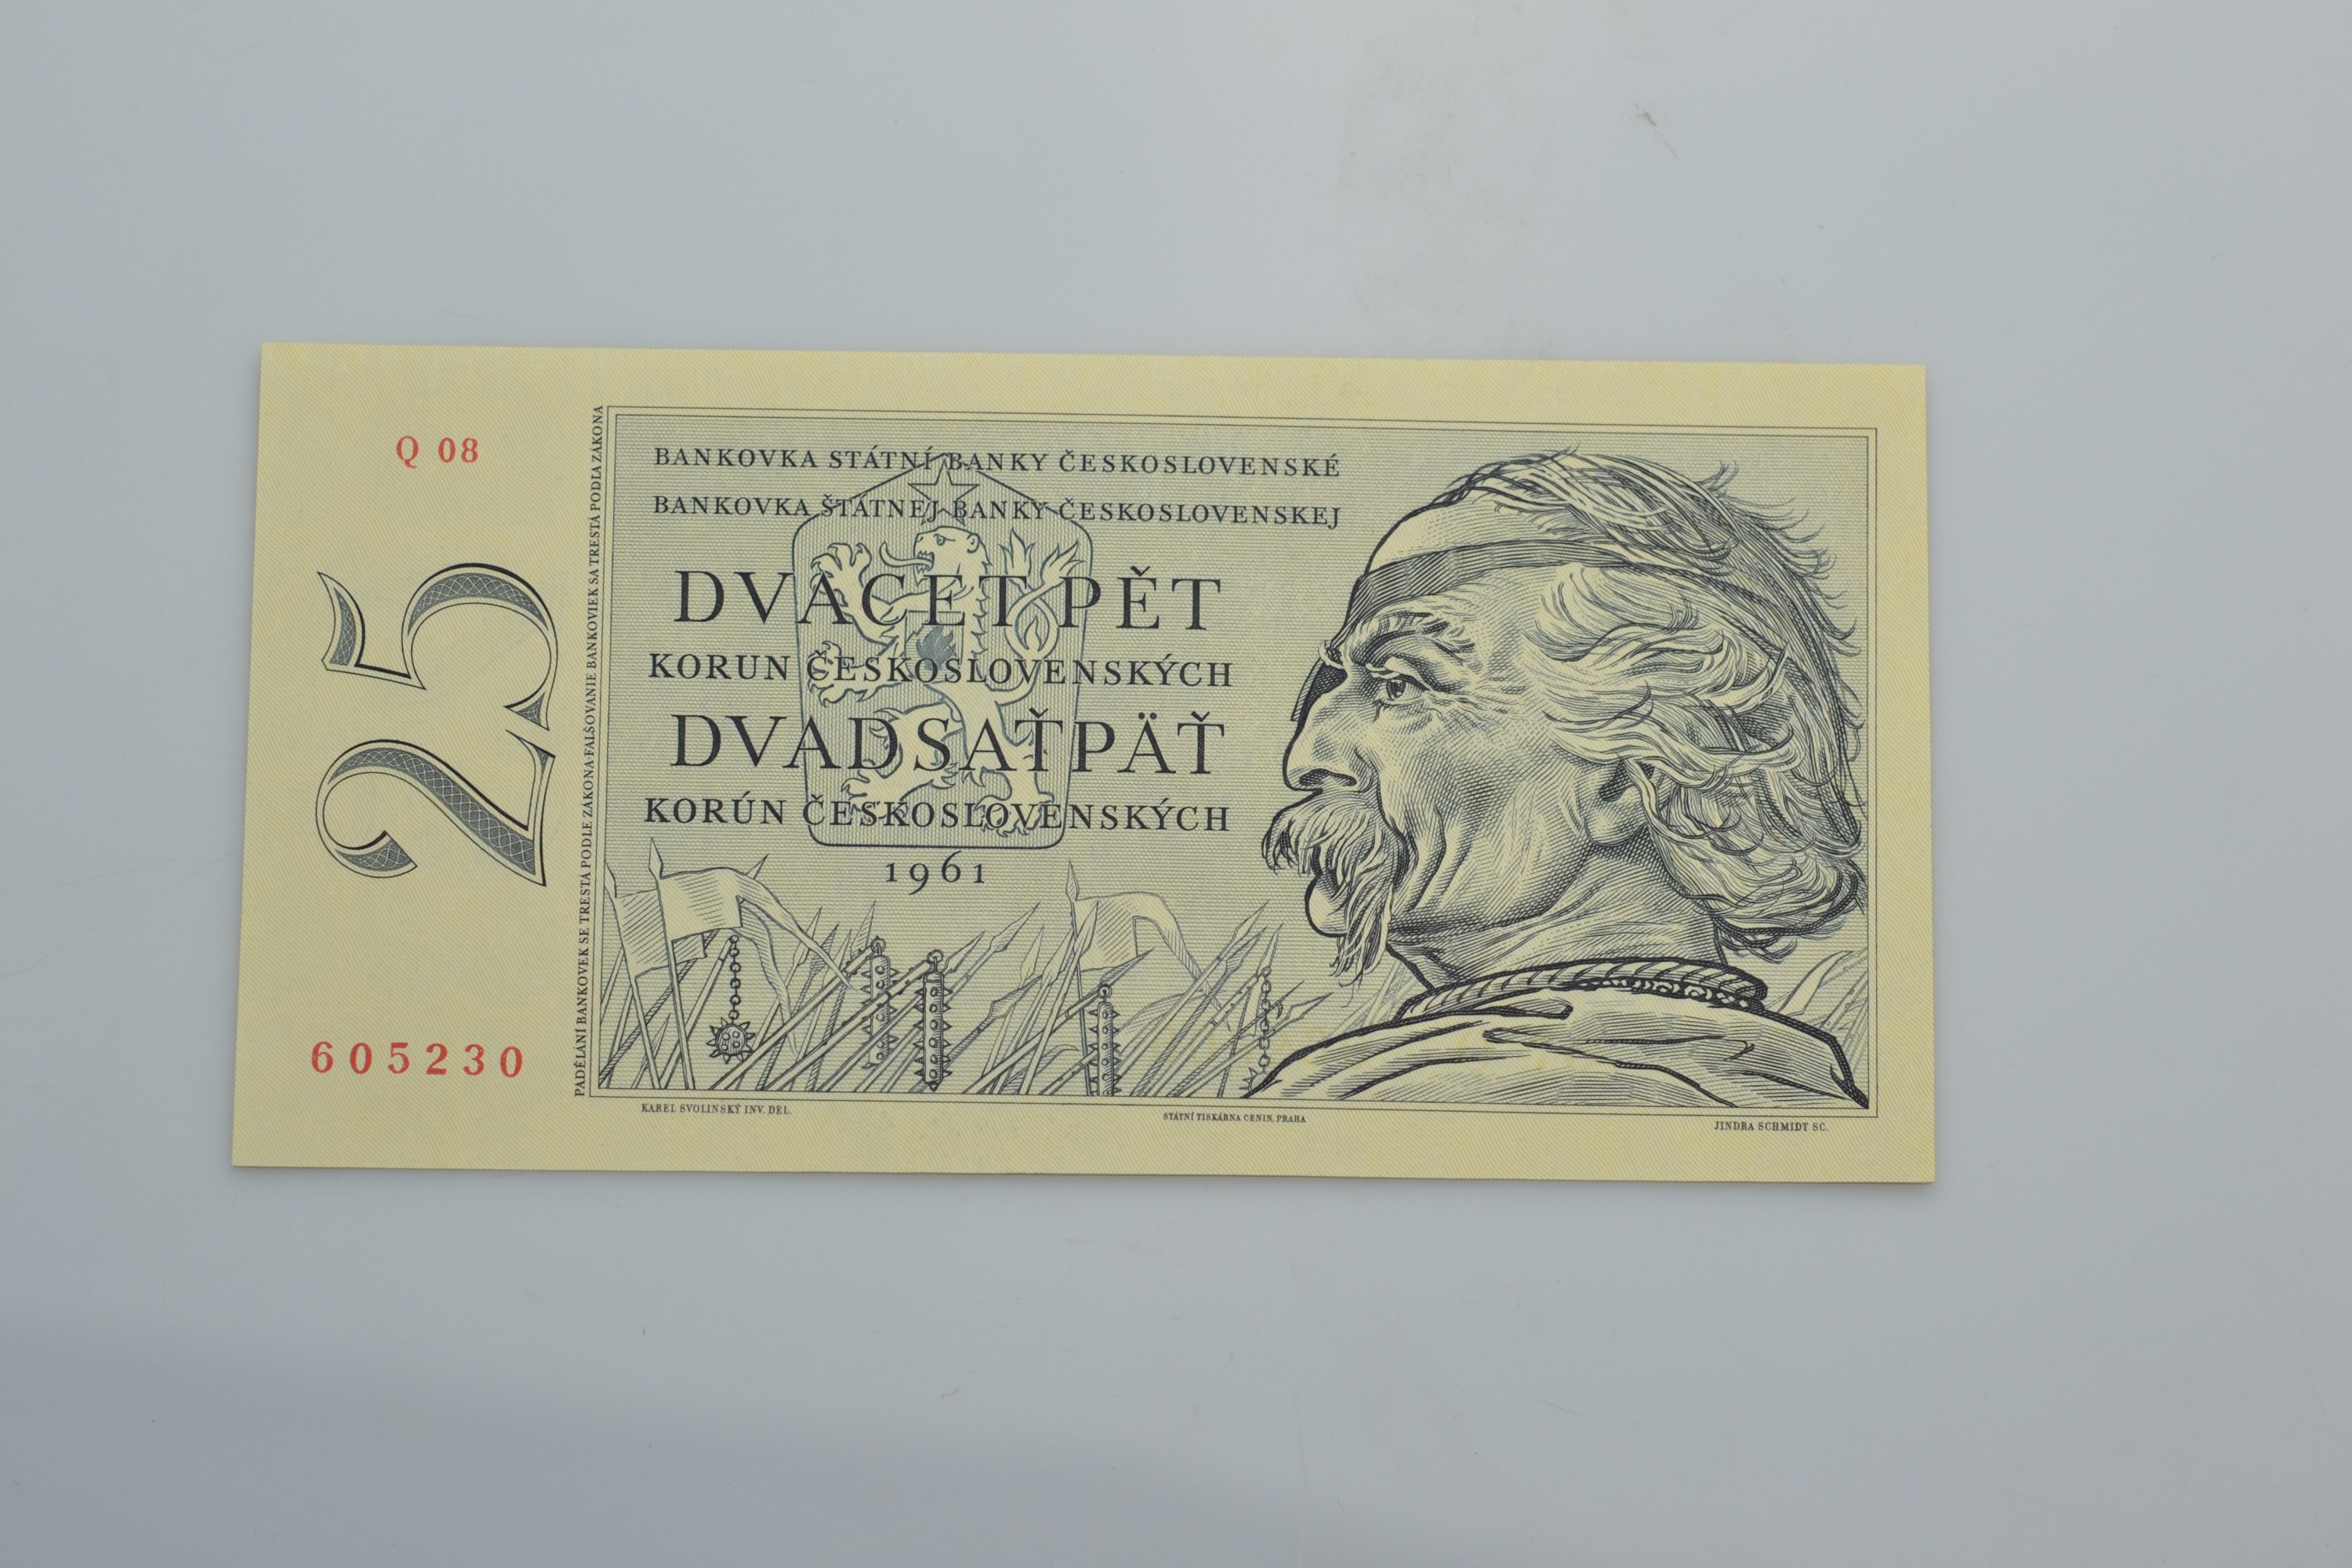 Q 08
25
605230
PADĚLÁNÍ BANKOVEK SE TRESTÁ PODLE ZÁKONA-FALŠOVANIE BANKOVIEK SA TRESTÁ PODĽA ZÁKONA
BANKOVKA STÁTNÍ BANKY ČESKOSLOVENSKÉ
BANKOVKA ŠTÁTNEJ BANKY ČESKOSLOVENSKEJ
DVACET PĚT
KORUN ČESKOSLOVENSKÝCH
DVADSAŤPÄŤ
KORÚN ČESKOSLOVENSKÝCH
1961
KAREL SVOLINSKÝ INV. DEL.
STÁTNÍ TISKÁRNA CENIN, PRAHA
JINDRA SCHMIDT SC.